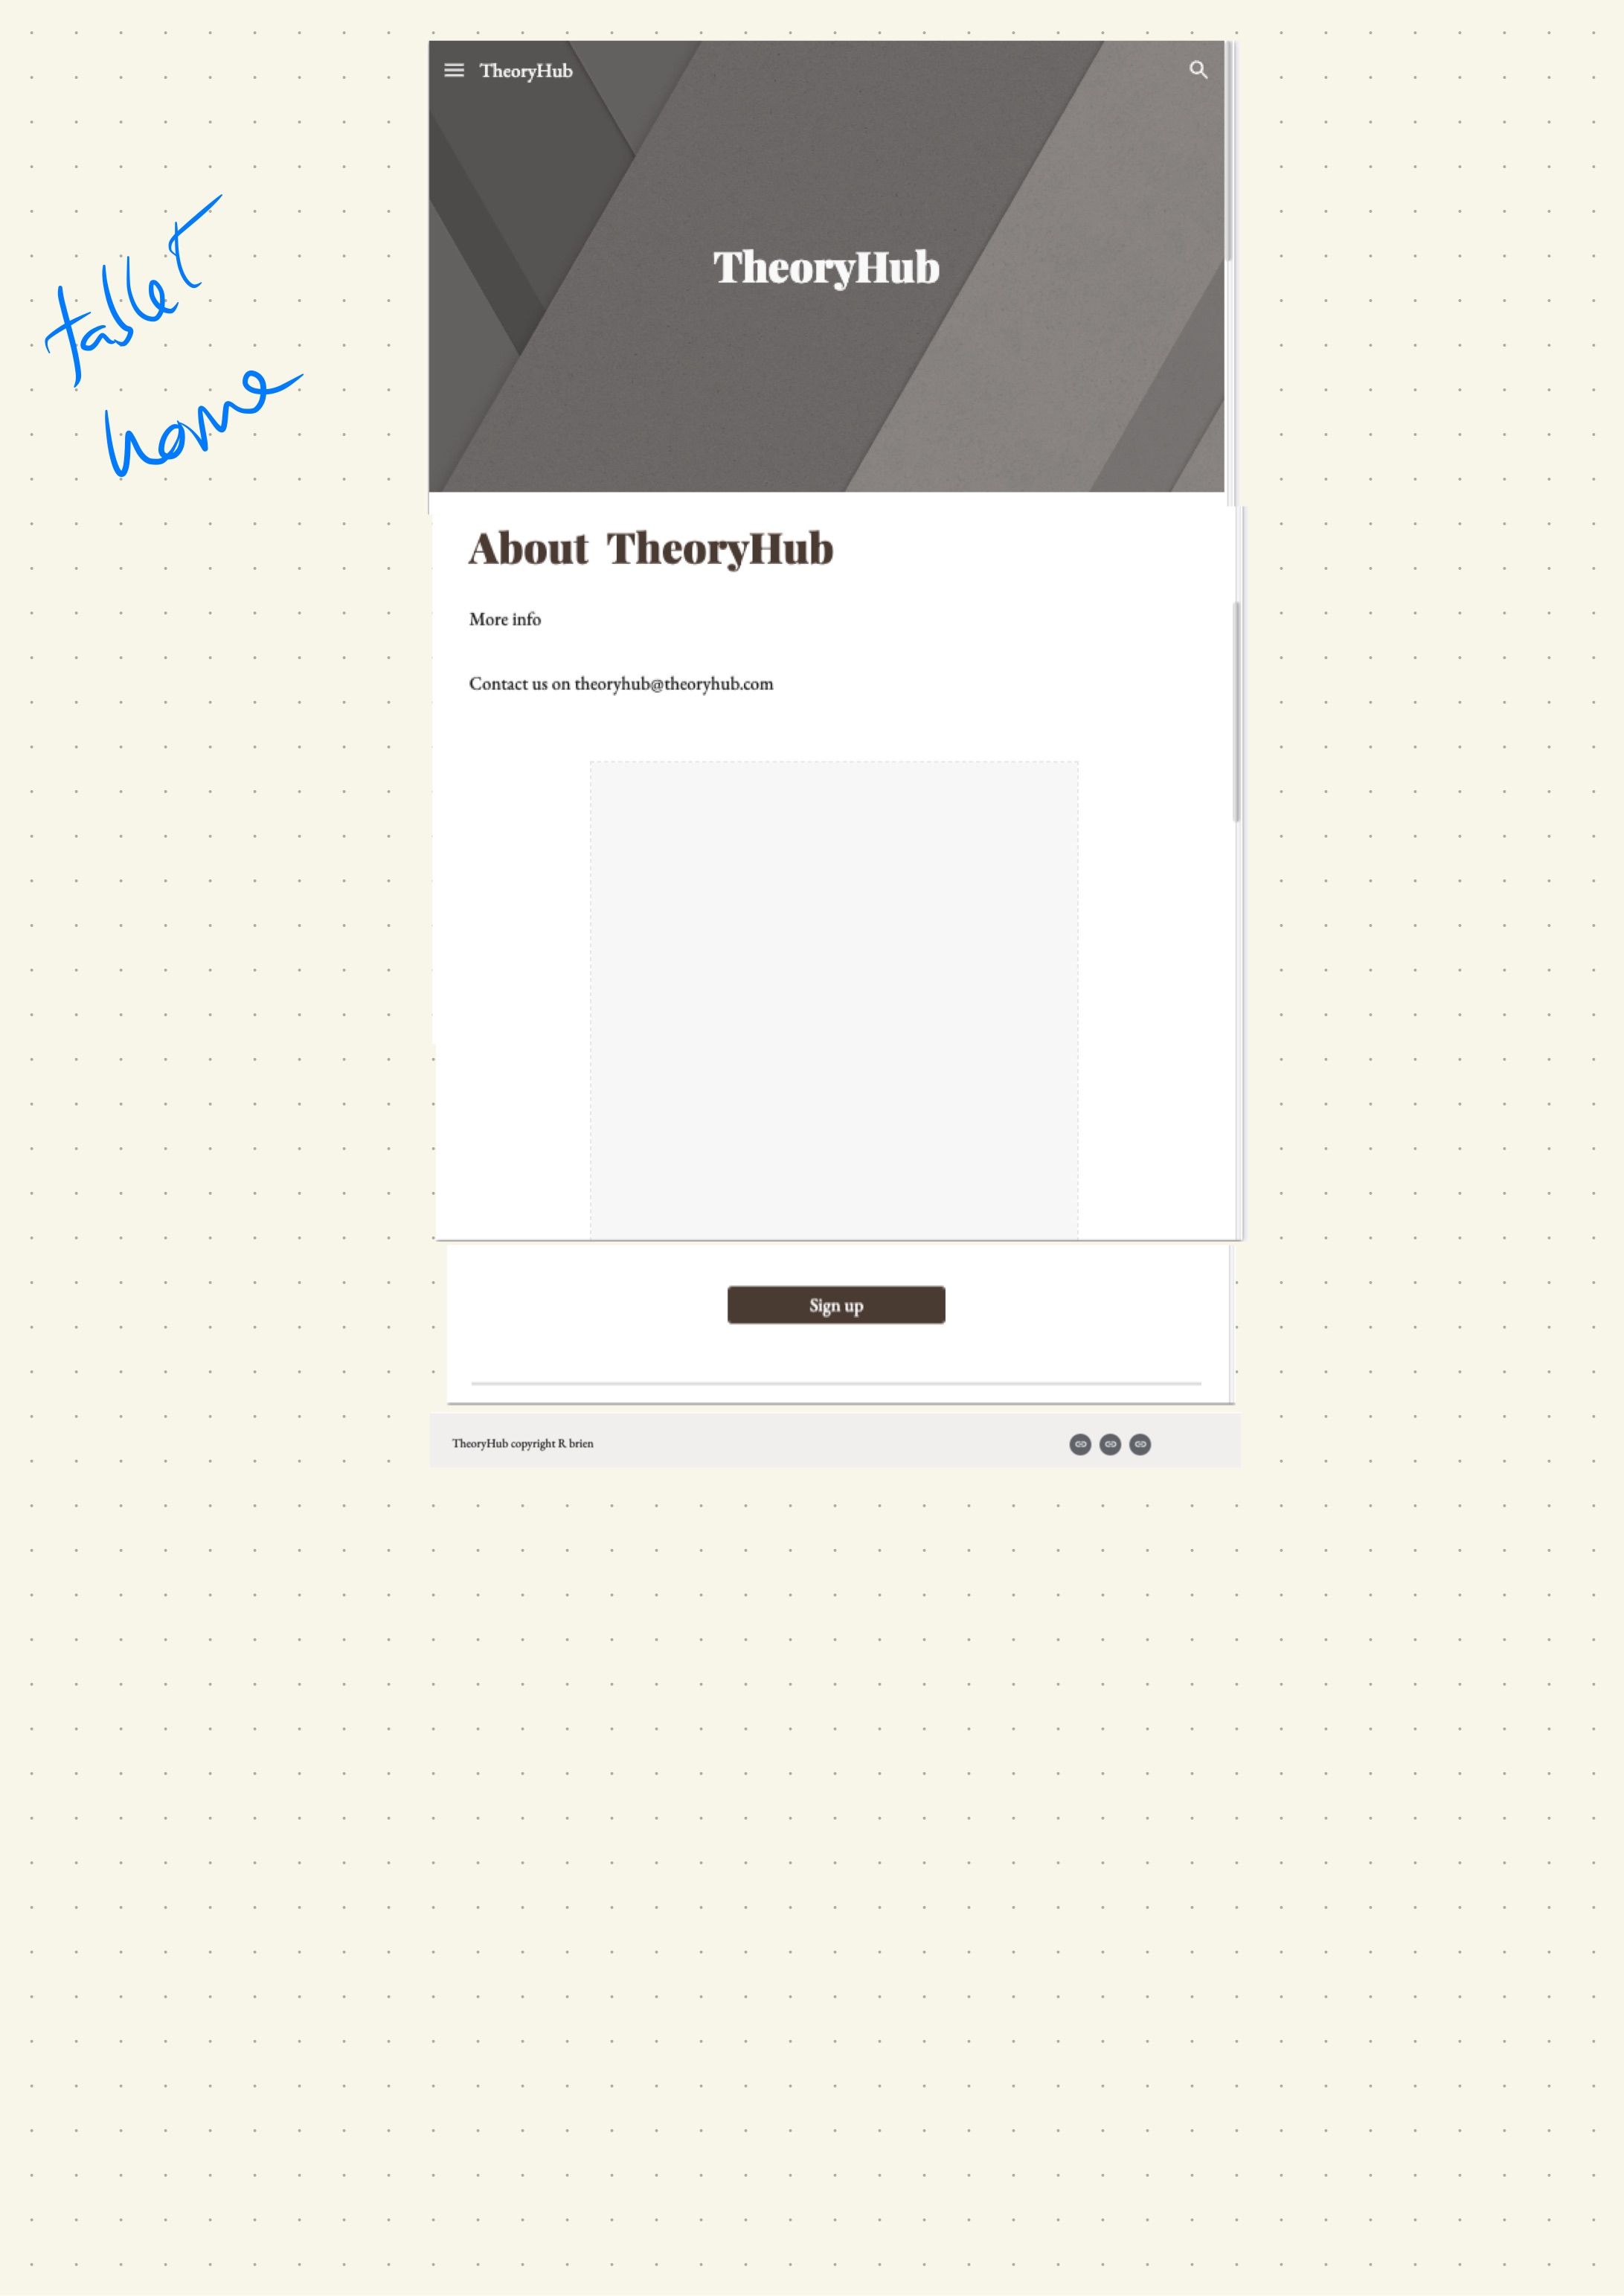 TheoryHub
tablet
home
TheoryHub
About TheoryHub
More info
Contact us on theoryhub@theoryhub.com
Sign up
TheoryHub copyright R brien